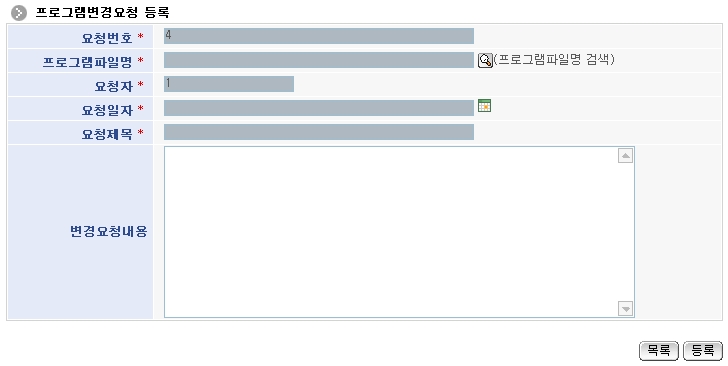 프로그램변경요청 등록
요청번호 * 4
프로그램파일명 * (프로그램파일명 검색)
요청자 * 1
요청일자 *
요청제목 *
변경요청내용
목록 등록